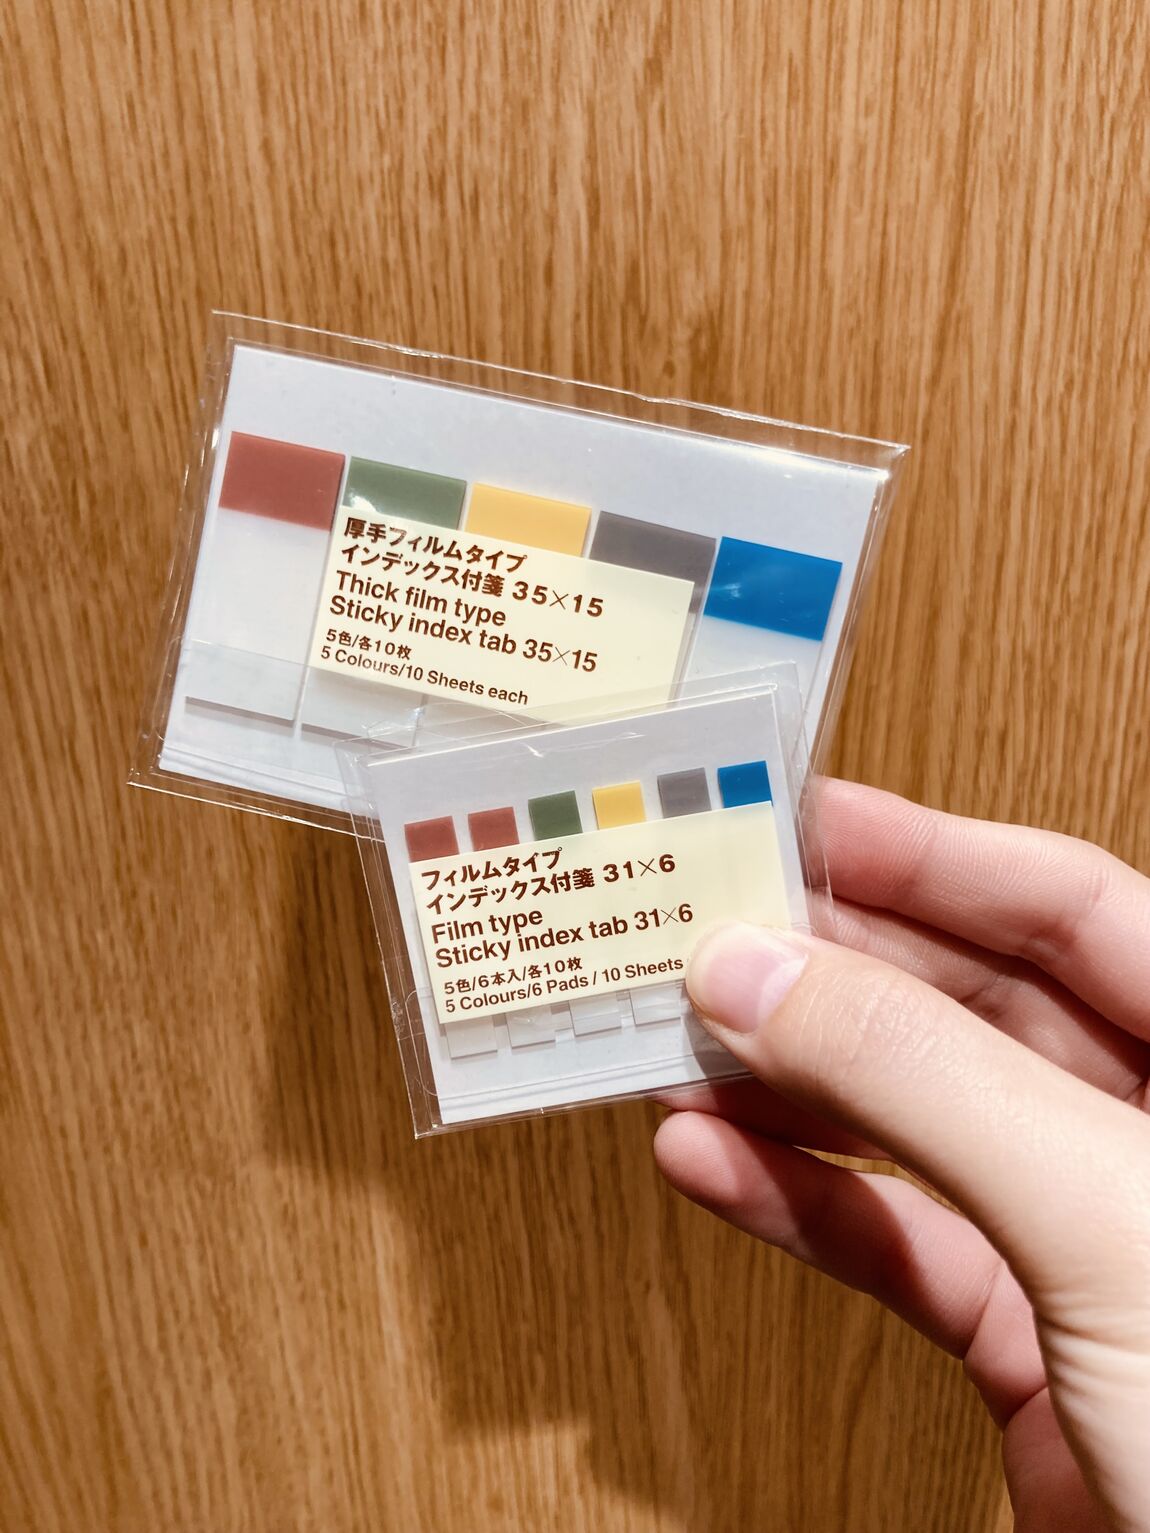 厚手フィルムタイプ
インデックス付箋 35×15
Thick film type
Sticky index tab 35×15
5色/各10枚
5 Colours/10 Sheets each
フィルムタイプ
インデックス付箋 31×6
Film type
Sticky index tab 31×6
5色/6本入/各10枚
5 Colours/6 Pads / 10 Sheets